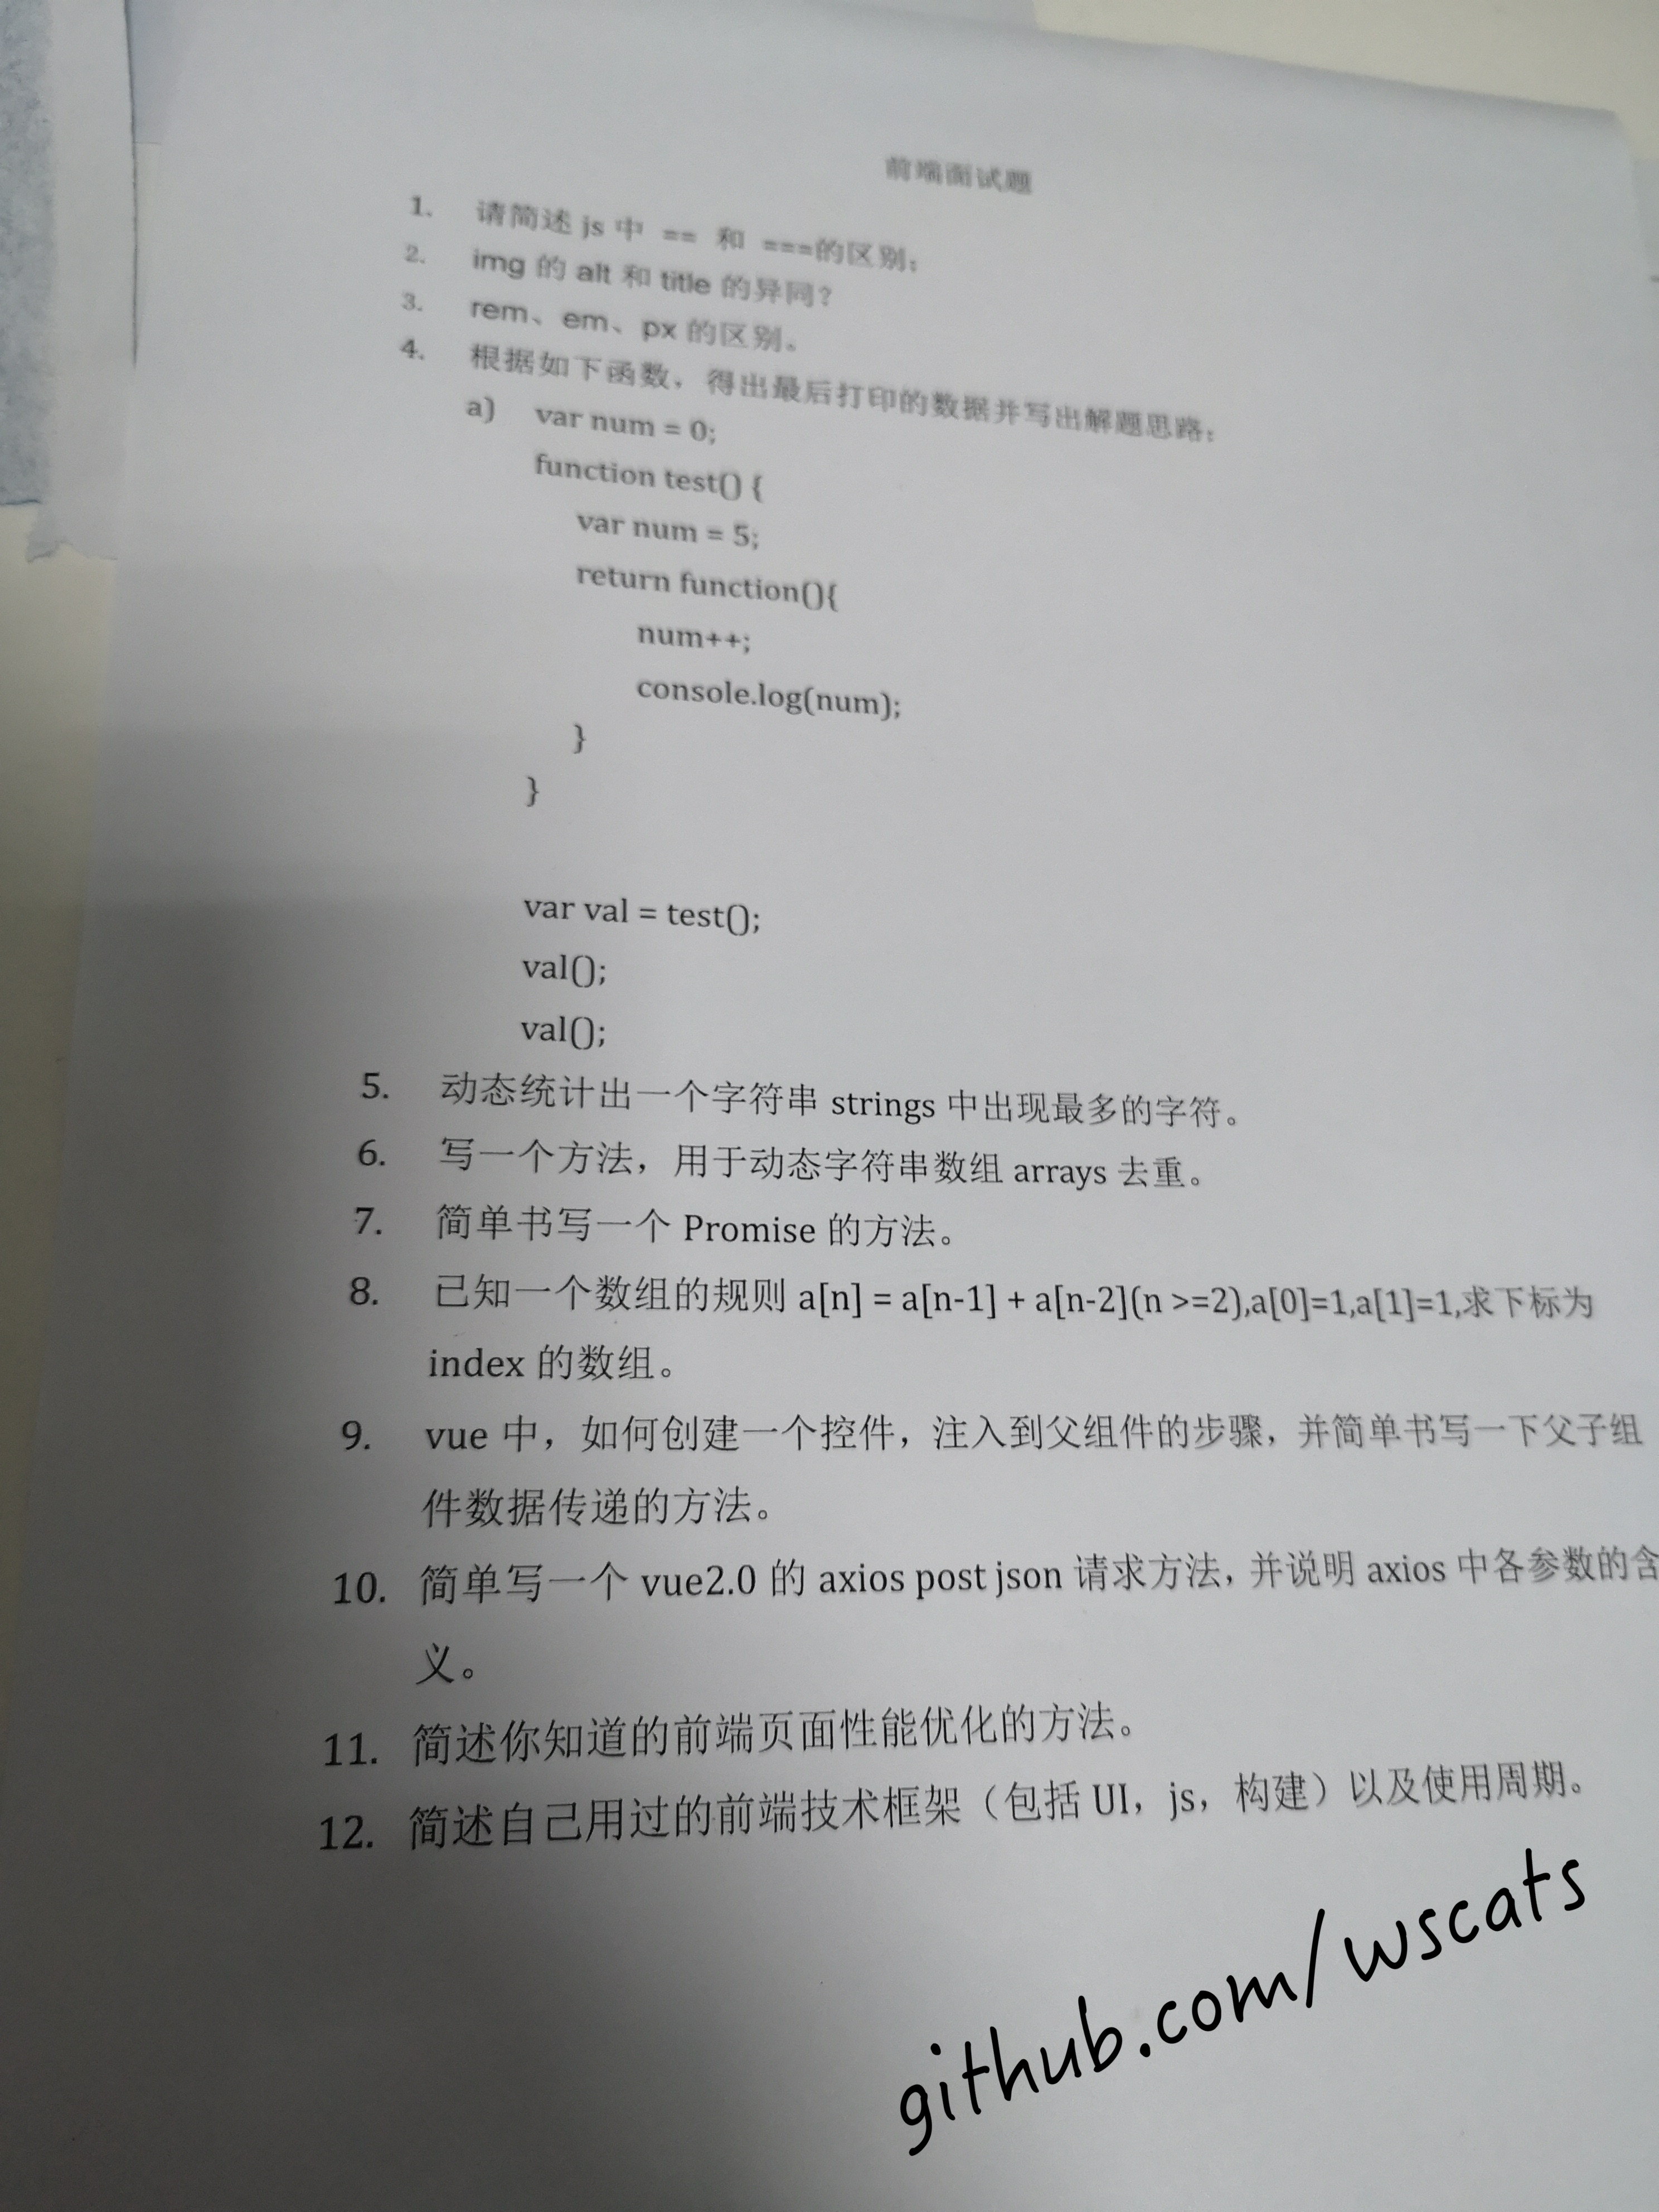 前端面试题
1. 请简述 js 中 == 和 ===的区别；
2. img 的 alt 和 title 的异同？
3. rem、em、px 的区别。
4. 根据如下函数，得出最后打印的数据并写出解题思路；
a) var num = 0;
function test() {
var num = 5;
return function(){
num++;
console.log(num);
}
}
var val = test();
val();
val();
5. 动态统计出一个字符串 strings 中出现最多的字符。
6. 写一个方法，用于动态字符串数组 arrays 去重。
7. 简单书写一个 Promise 的方法。
8. 已知一个数组的规则 a[n] = a[n-1] + a[n-2](n >=2),a[0]=1,a[1]=1,求下标为
index 的数组。
9. vue 中，如何创建一个控件，注入到父组件的步骤，并简单书写一下父子组
件数据传递的方法。
10. 简单写一个 vue2.0 的 axios post json 请求方法，并说明 axios 中各参数的含
义。
11. 简述你知道的前端页面性能优化的方法。
12. 简述自己用过的前端技术框架（包括 UI，js，构建）以及使用周期。
github.com/wscats